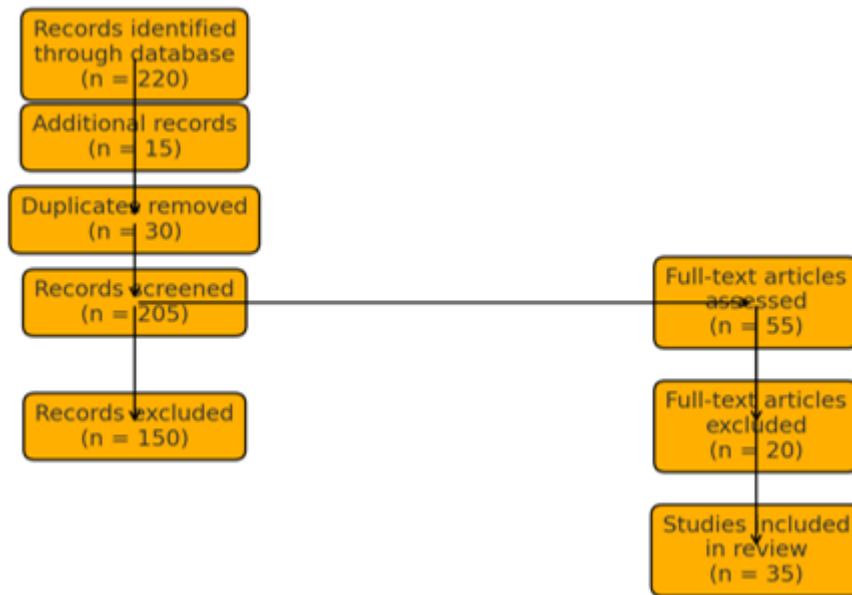 Records identified
through database
(n = 220)
Additional records
(n = 15)
Duplicates removed
(n = 30)
Records screened
(n = 205)
Records excluded
(n = 150)
Full-text articles
assessed
(n = 55)
Full-text articles
excluded
(n = 20)
Studies included
in review
(n = 35)